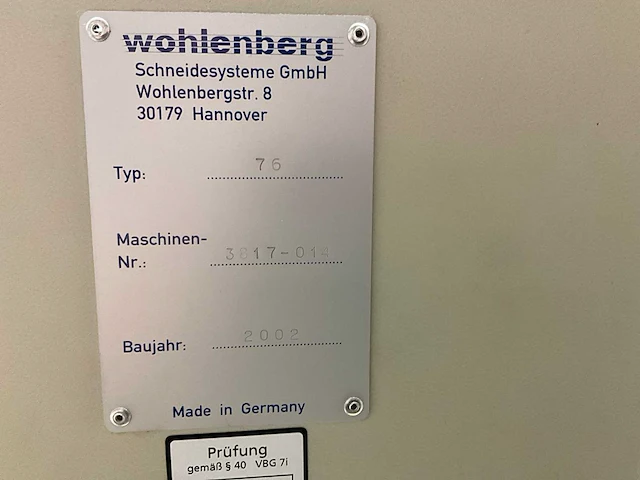 wohlenberg
Schneidesysteme GmbH
Wohlenbergstr. 8
30179 Hannover
Typ: 76
Maschinen-
Nr.:
Baujahr: 2002
Made in Germany
Prüfung
gemäß § 40 VBG 7i